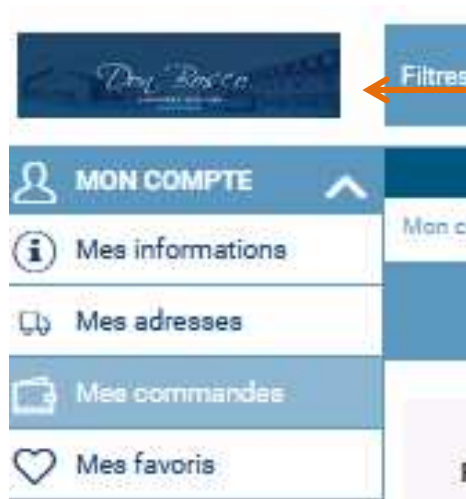 Don Bosco
Filtres
MON COMPTE
Mes informations
Mon c
Mes adresses
Mes commandes
Mes favoris